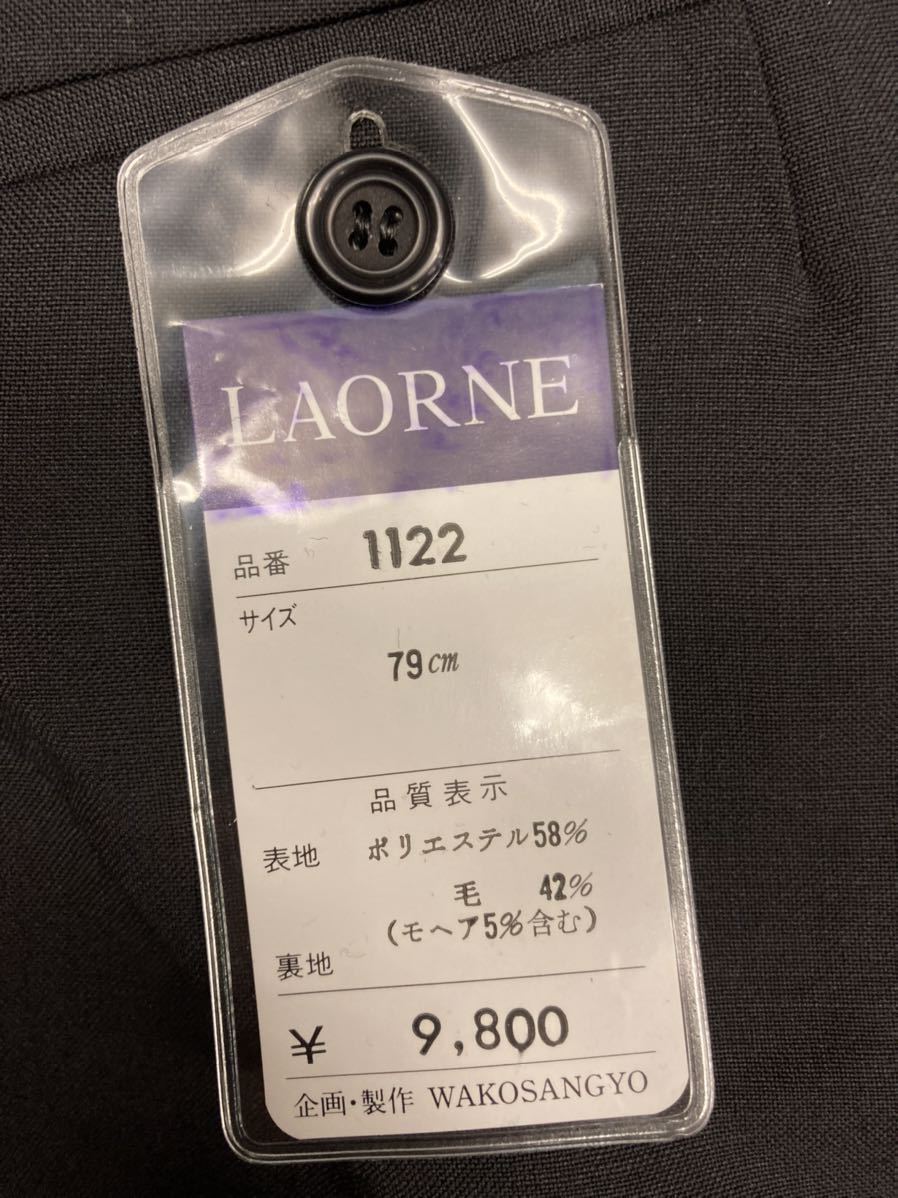 LAORNE
品番 1122
サイズ
79cm
品質表示
表地 ポリエステル58%
毛 42%
(モヘア5%含む)
裏地
¥ 9,800
企画・製作 WAKOSANGYO